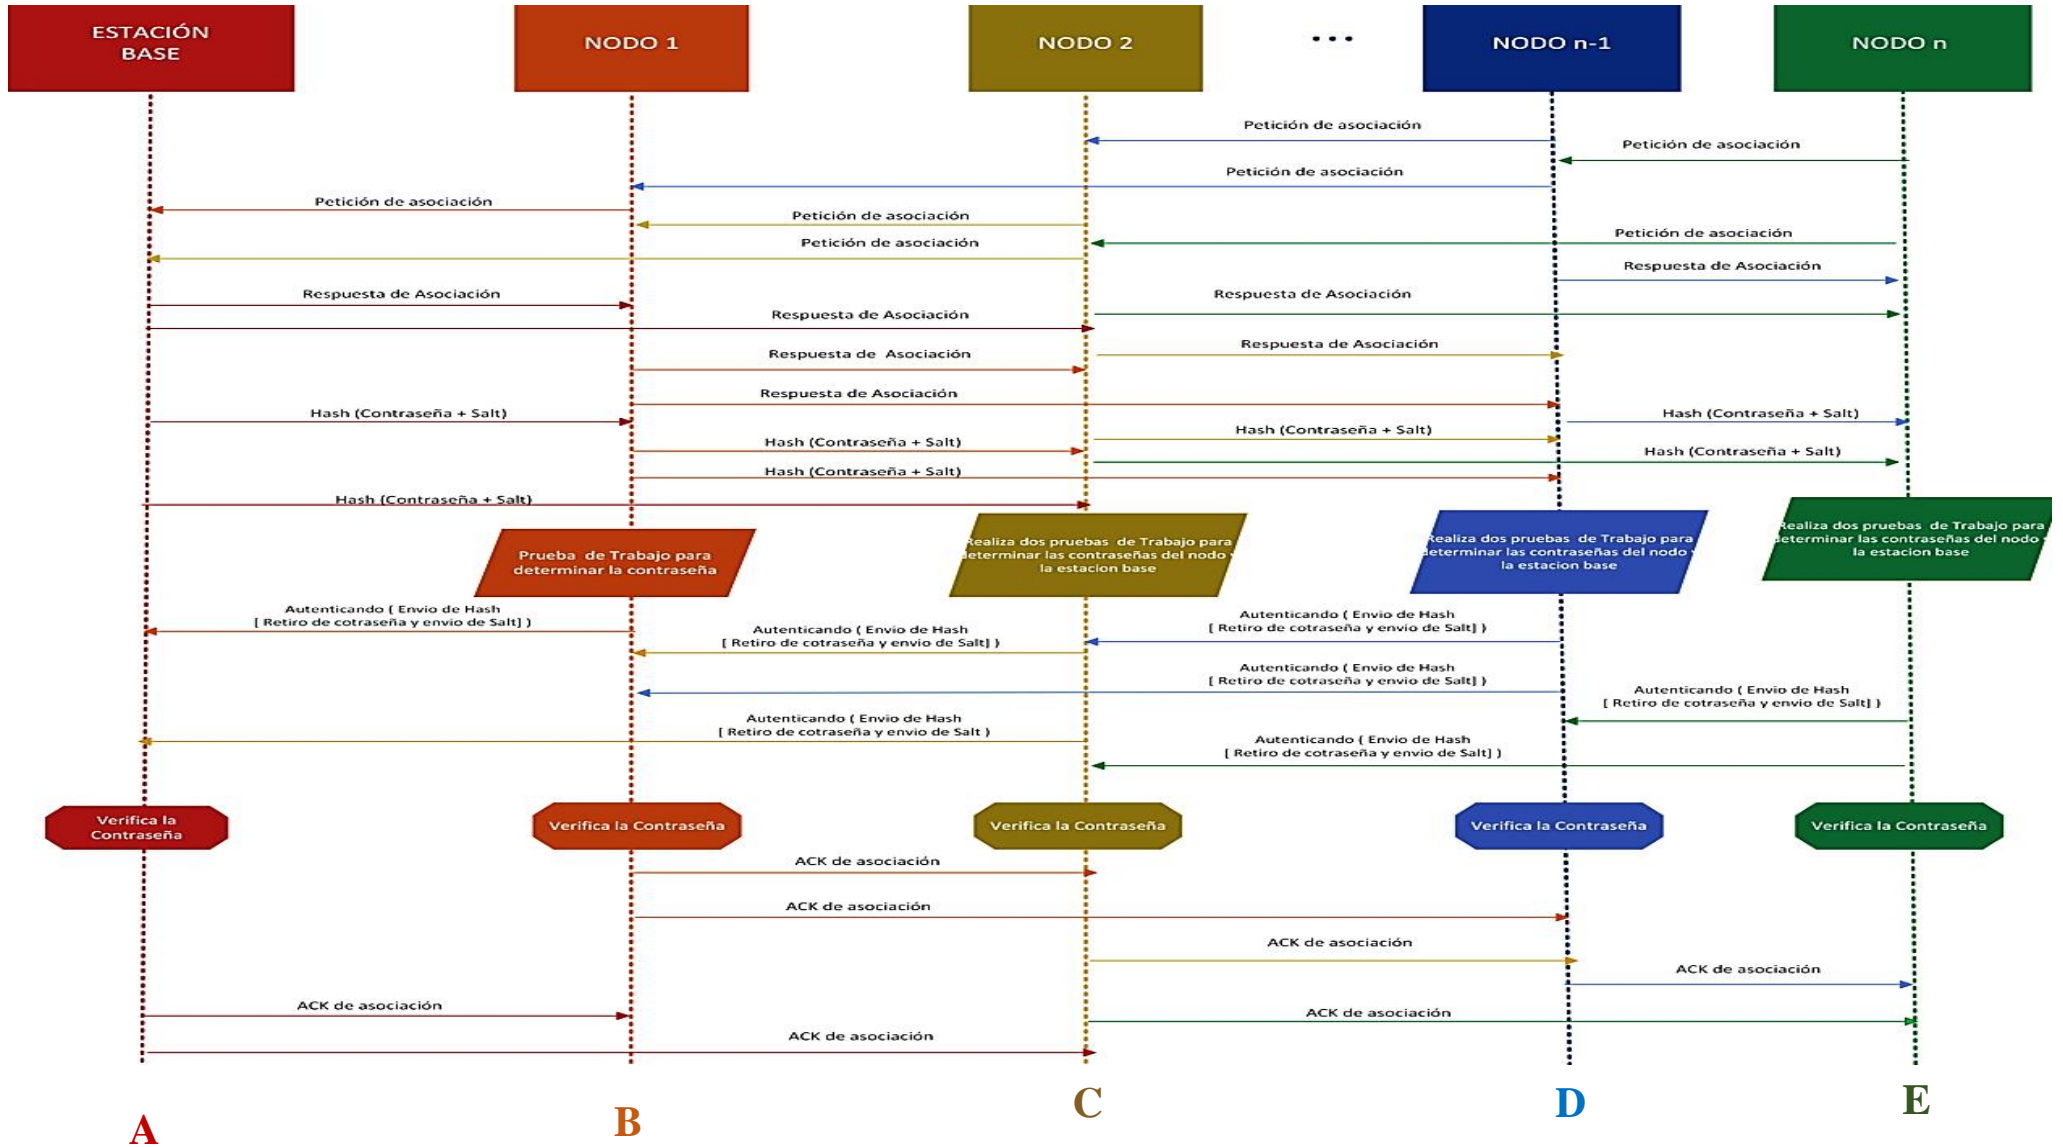 ESTACIÓN
BASE
NODO 1
NODO 2
...
NODO n-1
NODO n
Petición de asociación
Petición de asociación
Petición de asociación
Petición de asociación
Petición de asociación
Petición de asociación
Petición de asociación
Respuesta de Asociación
Respuesta de Asociación
Respuesta de Asociación
Respuesta de Asociación
Respuesta de Asociación
Respuesta de Asociación
Respuesta de Asociación
Hash (Contraseña + Salt)
Hash (Contraseña + Salt)
Hash (Contraseña + Salt)
Hash (Contraseña + Salt)
Hash (Contraseña + Salt)
Hash (Contraseña + Salt)
Hash (Contraseña + Salt)
Prueba de Trabajo para
determinar la contraseña
Realiza dos pruebas de Trabajo para
determinar las contraseñas del nodo y
la estacion base
Realiza dos pruebas de Trabajo para
determinar las contraseñas del nodo y
la estacion base
Realiza dos pruebas de Trabajo para
determinar las contraseñas del nodo y
la estacion base
Autenticando ( Envio de Hash
[ Retiro de cotraseña y envio de Salt] )
Autenticando ( Envio de Hash
[ Retiro de cotraseña y envio de Salt] )
Autenticando ( Envio de Hash
[ Retiro de cotraseña y envio de Salt] )
Autenticando ( Envio de Hash
[ Retiro de cotraseña y envio de Salt] )
Autenticando ( Envio de Hash
[ Retiro de cotraseña y envio de Salt] )
Autenticando ( Envio de Hash
[ Retiro de cotraseña y envio de Salt )
Autenticando ( Envio de Hash
[ Retiro de cotraseña y envio de Salt] )
Verifica la
Contraseña
Verifica la Contraseña
Verifica la Contraseña
Verifica la Contraseña
Verifica la Contraseña
ACK de asociación
ACK de asociación
ACK de asociación
ACK de asociación
ACK de asociación
ACK de asociación
ACK de asociación
A
B
C
D
E